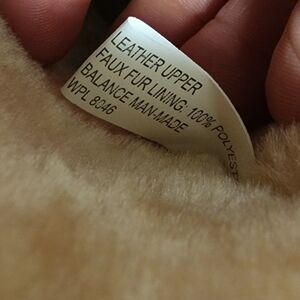 LEATHER UPPER
FAUX FUR LINING: 100% POLYEST
BALANCE MAN-MADE
WPL 8046